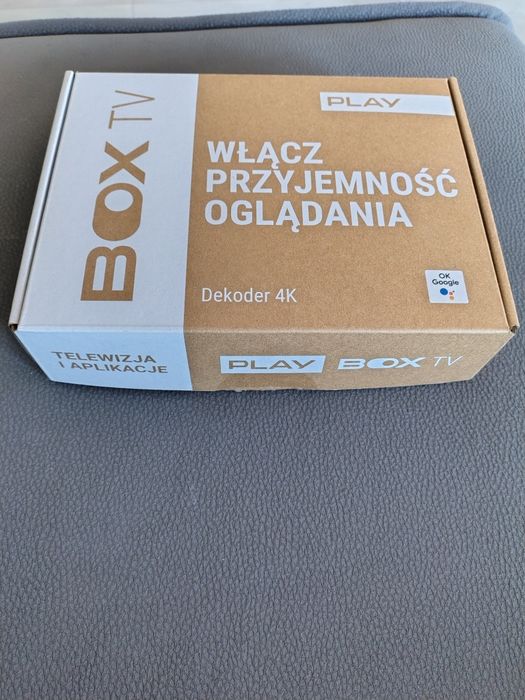 BOX TV
PLAY
WŁĄCZ
PRZYJEMNOŚĆ
OGLĄDANIA
Dekoder 4K
OK
Google
TELEWIZJA
I APLIKACJE
PLAY BOX TV